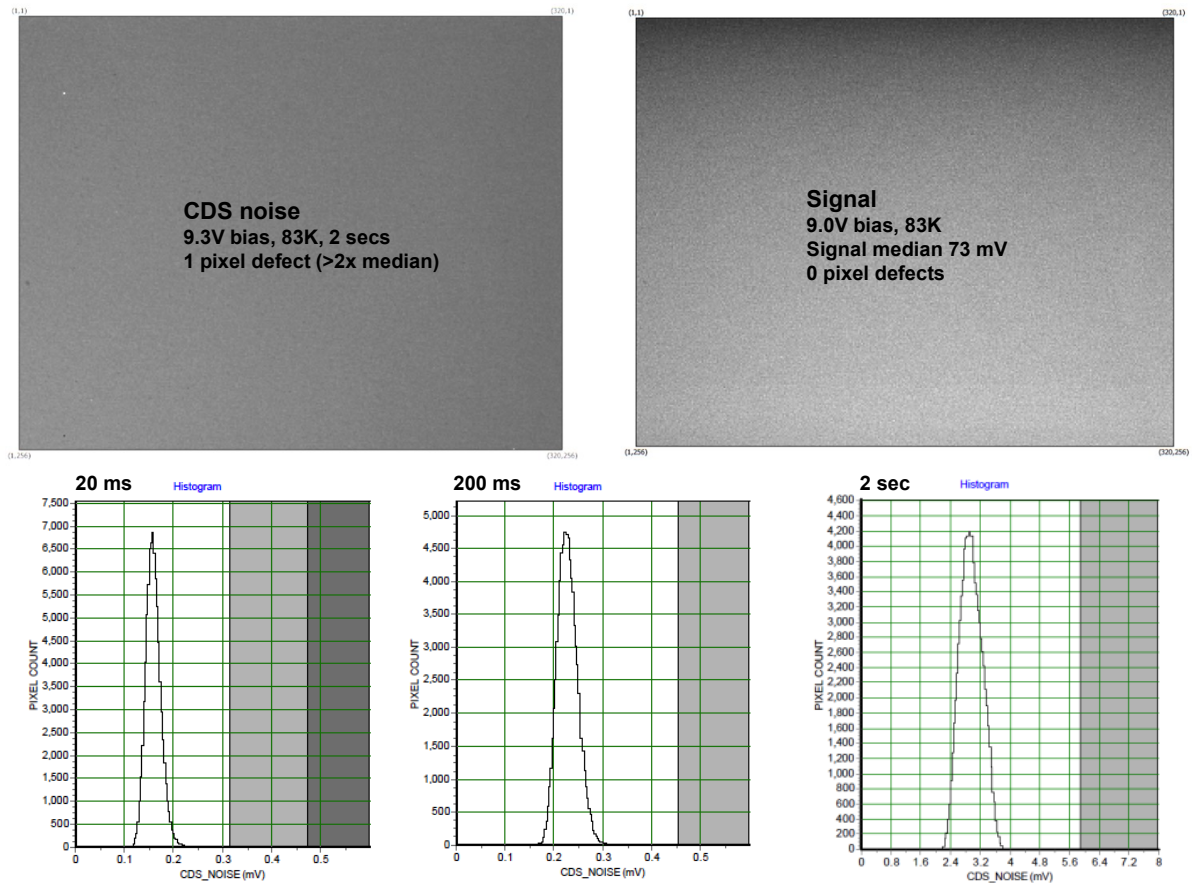 (1,1)
(320,1)
CDS noise
9.3V bias, 83K, 2 secs
1 pixel defect (>2x median)
(1,256)
(320,256)
(1,1)
(320,1)
Signal
9.0V bias, 83K
Signal median 73 mV
0 pixel defects
(1,256)
(320,256)
20 ms
Histogram
PIXEL COUNT
7,500
7,000
6,500
6,000
5,500
5,000
4,500
4,000
3,500
3,000
2,500
2,000
1,500
1,000
500
0
0 0.1 0.2 0.3 0.4 0.5
CDS_NOISE (mV)
200 ms
Histogram
PIXEL COUNT
5,000
4,500
4,000
3,500
3,000
2,500
2,000
1,500
1,000
500
0
0 0.1 0.2 0.3 0.4 0.5
CDS_NOISE (mV)
2 sec
Histogram
PIXEL COUNT
4,600
4,400
4,200
4,000
3,800
3,600
3,400
3,200
3,000
2,800
2,600
2,400
2,200
2,000
1,800
1,600
1,400
1,200
1,000
800
600
400
200
0
0 0.8 1.6 2.4 3.2 4 4.8 5.6 6.4 7.2 8
CDS_NOISE (mV)